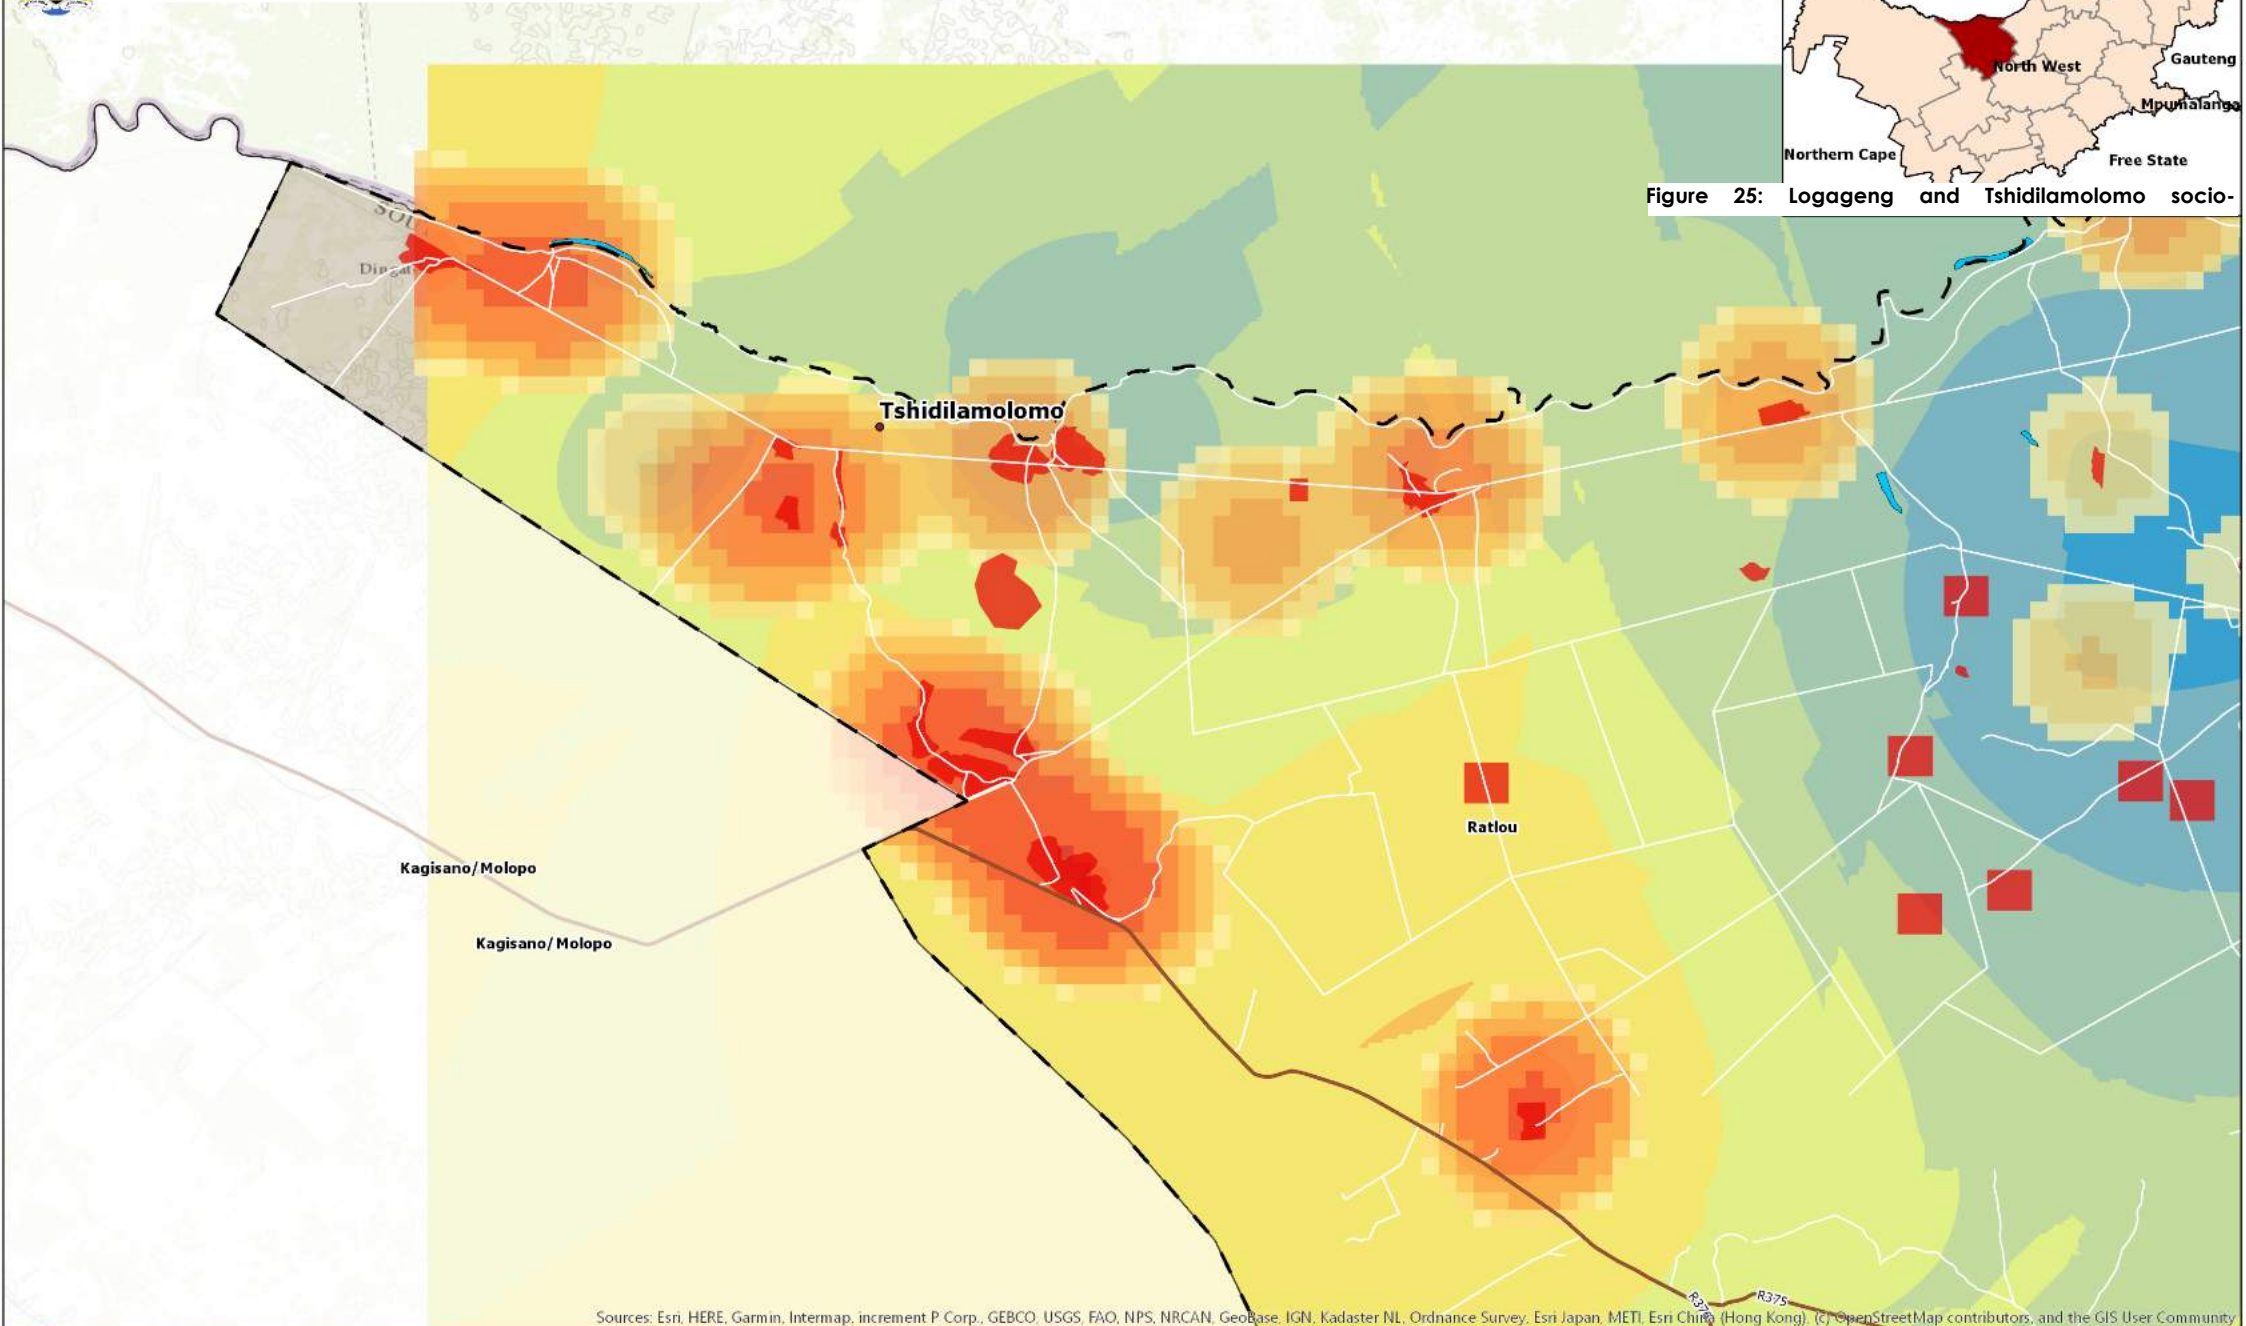 North West
Gauteng
Mpumalanga
Northern Cape
Free State
Figure 25: Logageng and Tshidilamolomo socio-
SOU
Dingat
Tshidilamolomo
Ratlou
Kagisano/Molopo
Kagisano/Molopo
R375
Sources: Esri, HERE, Garmin, Intermap, increment P Corp., GEBCO, USGS, FAO, NPS, NRCAN, GeoBase, IGN, Kadaster NL, Ordnance Survey, Esri Japan, METI, Esri China (Hong Kong), (c) OpenStreetMap contributors, and the GIS User Community